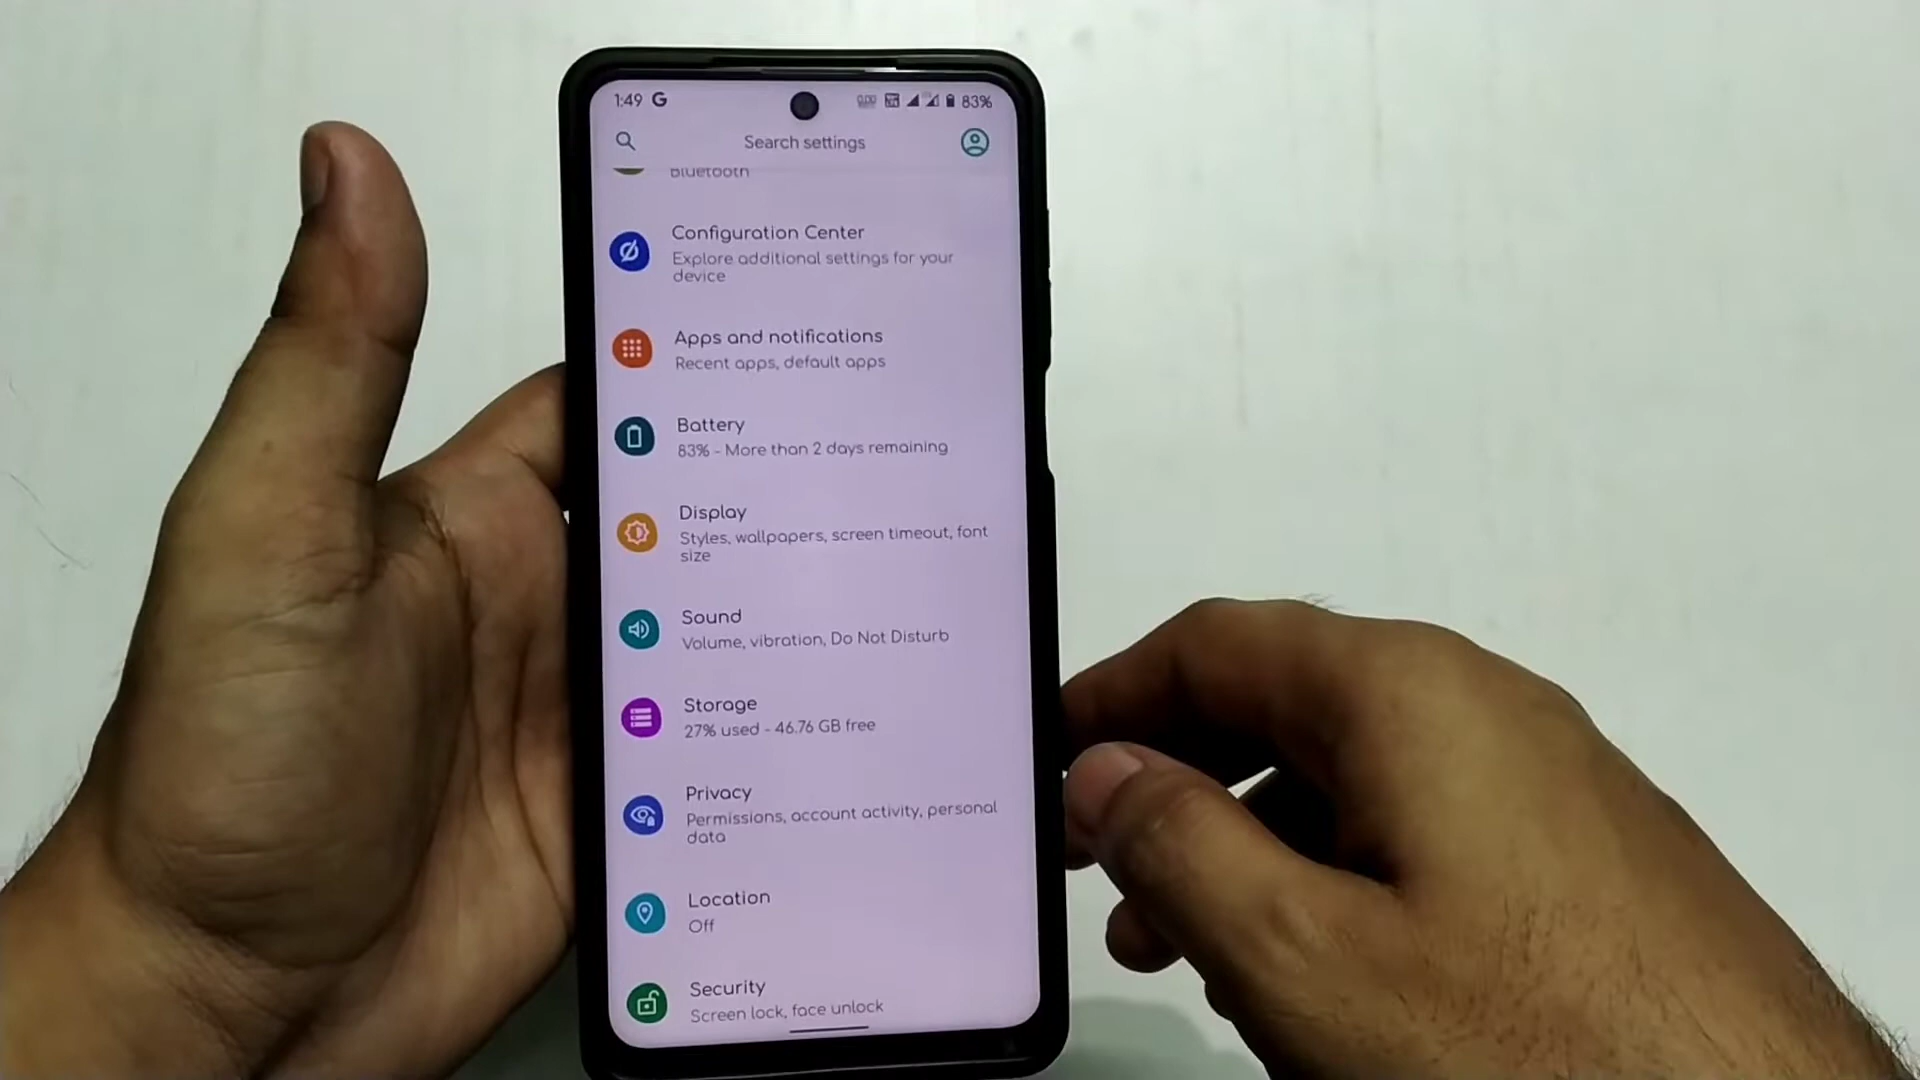 1:49 G 83%
Search settings
Bluetooth
Configuration Center
Explore additional settings for your
device
Apps and notifications
Recent apps, default apps
Battery
83% - More than 2 days remaining
Display
Styles, wallpapers, screen timeout, font
size
Sound
Volume, vibration, Do Not Disturb
Storage
27% used - 46.76 GB free
Privacy
Permissions, account activity, personal
data
Location
Off
Security
Screen lock, face unlock